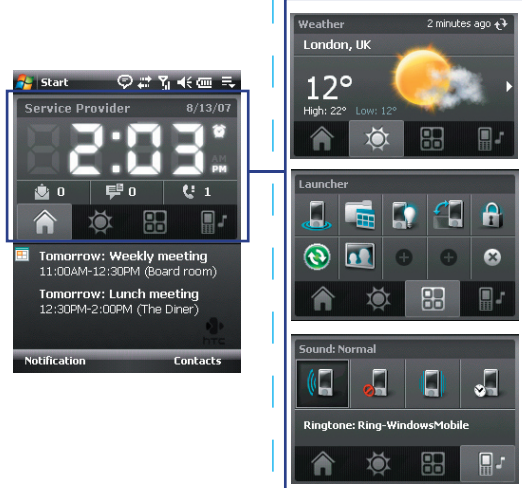 Start
Service Provider 8/13/07
2:03
AM
PM
0 0 1
Tomorrow: Weekly meeting
11:00AM-12:30PM (Board room)
Tomorrow: Lunch meeting
12:30PM-2:00PM (The Diner)
hTC
Notification Contacts
Weather 2 minutes ago
London, UK
12°
High: 22° Low: 12°
Launcher
Sound: Normal
Ringtone: Ring-WindowsMobile